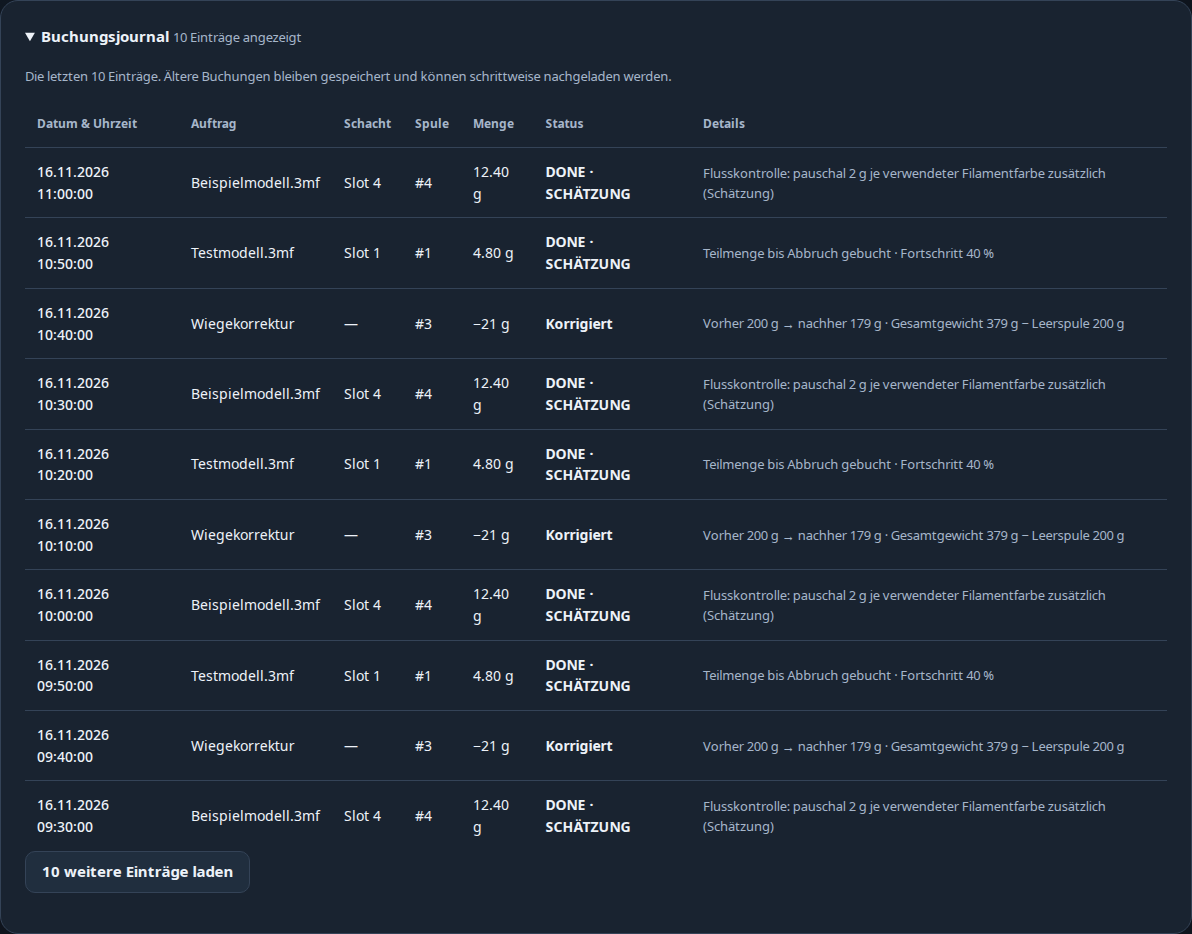 ▼ Buchungsjournal 10 Einträge angezeigt
Die letzten 10 Einträge. Ältere Buchungen bleiben gespeichert und können schrittweise nachgeladen werden.
Datum & Uhrzeit Auftrag Schacht Spule Menge Status Details
16.11.2026 11:00:00 Beispielmodell.3mf Slot 4 #4 12.40 g DONE · SCHÄTZUNG Flusskontrolle: pauschal 2 g je verwendeter Filamentfarbe zusätzlich (Schätzung)
16.11.2026 10:50:00 Testmodell.3mf Slot 1 #1 4.80 g DONE · SCHÄTZUNG Teilmenge bis Abbruch gebucht · Fortschritt 40 %
16.11.2026 10:40:00 Wiegekorrektur — #3 −21 g Korrigiert Vorher 200 g → nachher 179 g · Gesamtgewicht 379 g − Leerspule 200 g
16.11.2026 10:30:00 Beispielmodell.3mf Slot 4 #4 12.40 g DONE · SCHÄTZUNG Flusskontrolle: pauschal 2 g je verwendeter Filamentfarbe zusätzlich (Schätzung)
16.11.2026 10:20:00 Testmodell.3mf Slot 1 #1 4.80 g DONE · SCHÄTZUNG Teilmenge bis Abbruch gebucht · Fortschritt 40 %
16.11.2026 10:10:00 Wiegekorrektur — #3 −21 g Korrigiert Vorher 200 g → nachher 179 g · Gesamtgewicht 379 g − Leerspule 200 g
16.11.2026 10:00:00 Beispielmodell.3mf Slot 4 #4 12.40 g DONE · SCHÄTZUNG Flusskontrolle: pauschal 2 g je verwendeter Filamentfarbe zusätzlich (Schätzung)
16.11.2026 09:50:00 Testmodell.3mf Slot 1 #1 4.80 g DONE · SCHÄTZUNG Teilmenge bis Abbruch gebucht · Fortschritt 40 %
16.11.2026 09:40:00 Wiegekorrektur — #3 −21 g Korrigiert Vorher 200 g → nachher 179 g · Gesamtgewicht 379 g − Leerspule 200 g
16.11.2026 09:30:00 Beispielmodell.3mf Slot 4 #4 12.40 g DONE · SCHÄTZUNG Flusskontrolle: pauschal 2 g je verwendeter Filamentfarbe zusätzlich (Schätzung)
10 weitere Einträge laden